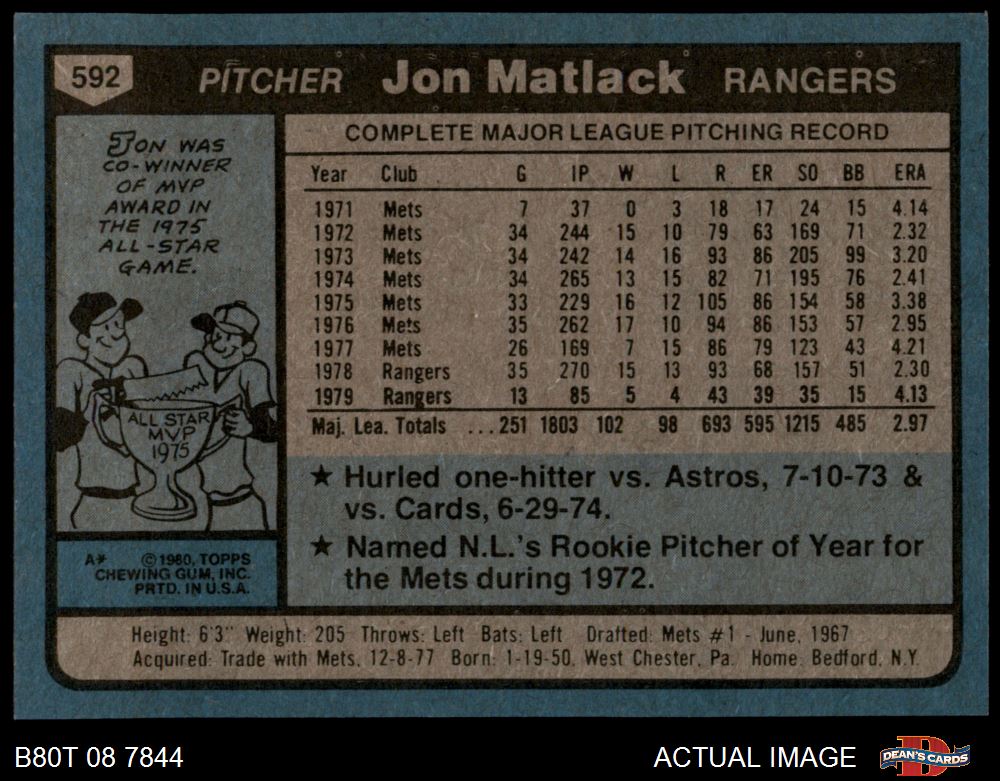 592 PITCHER Jon Matlack RANGERS
JON WAS
CO-WINNER
OF MVP
AWARD IN
THE 1975
ALL-STAR
GAME.
ALL STAR
MVP
1975
A* ©1980, TOPPS
CHEWING GUM, INC.
PRTD. IN U.S.A.
COMPLETE MAJOR LEAGUE PITCHING RECORD
Year Club G IP W L R ER SO BB ERA
1971 Mets 7 37 0 3 18 17 24 15 4.14
1972 Mets 34 244 15 10 79 63 169 71 2.32
1973 Mets 34 242 14 16 93 86 205 99 3.20
1974 Mets 34 265 13 15 82 71 195 76 2.41
1975 Mets 33 229 16 12 105 86 154 58 3.38
1976 Mets 35 262 17 10 94 86 153 57 2.95
1977 Mets 26 169 7 15 86 79 123 43 4.21
1978 Rangers 35 270 15 13 93 68 157 51 2.30
1979 Rangers 13 85 5 4 43 39 35 15 4.13
Maj. Lea. Totals ...251 1803 102 98 693 595 1215 485 2.97
★ Hurled one-hitter vs. Astros, 7-10-73 &
vs. Cards, 6-29-74.
★ Named N.L.'s Rookie Pitcher of Year for
the Mets during 1972.
Height: 6'3" Weight: 205 Throws: Left Bats: Left Drafted: Mets #1 - June, 1967
Acquired: Trade with Mets, 12-8-77 Born: 1-19-50, West Chester, Pa. Home: Bedford, N.Y.
B80T 08 7844 ACTUAL IMAGE D DEAN'S CARDS